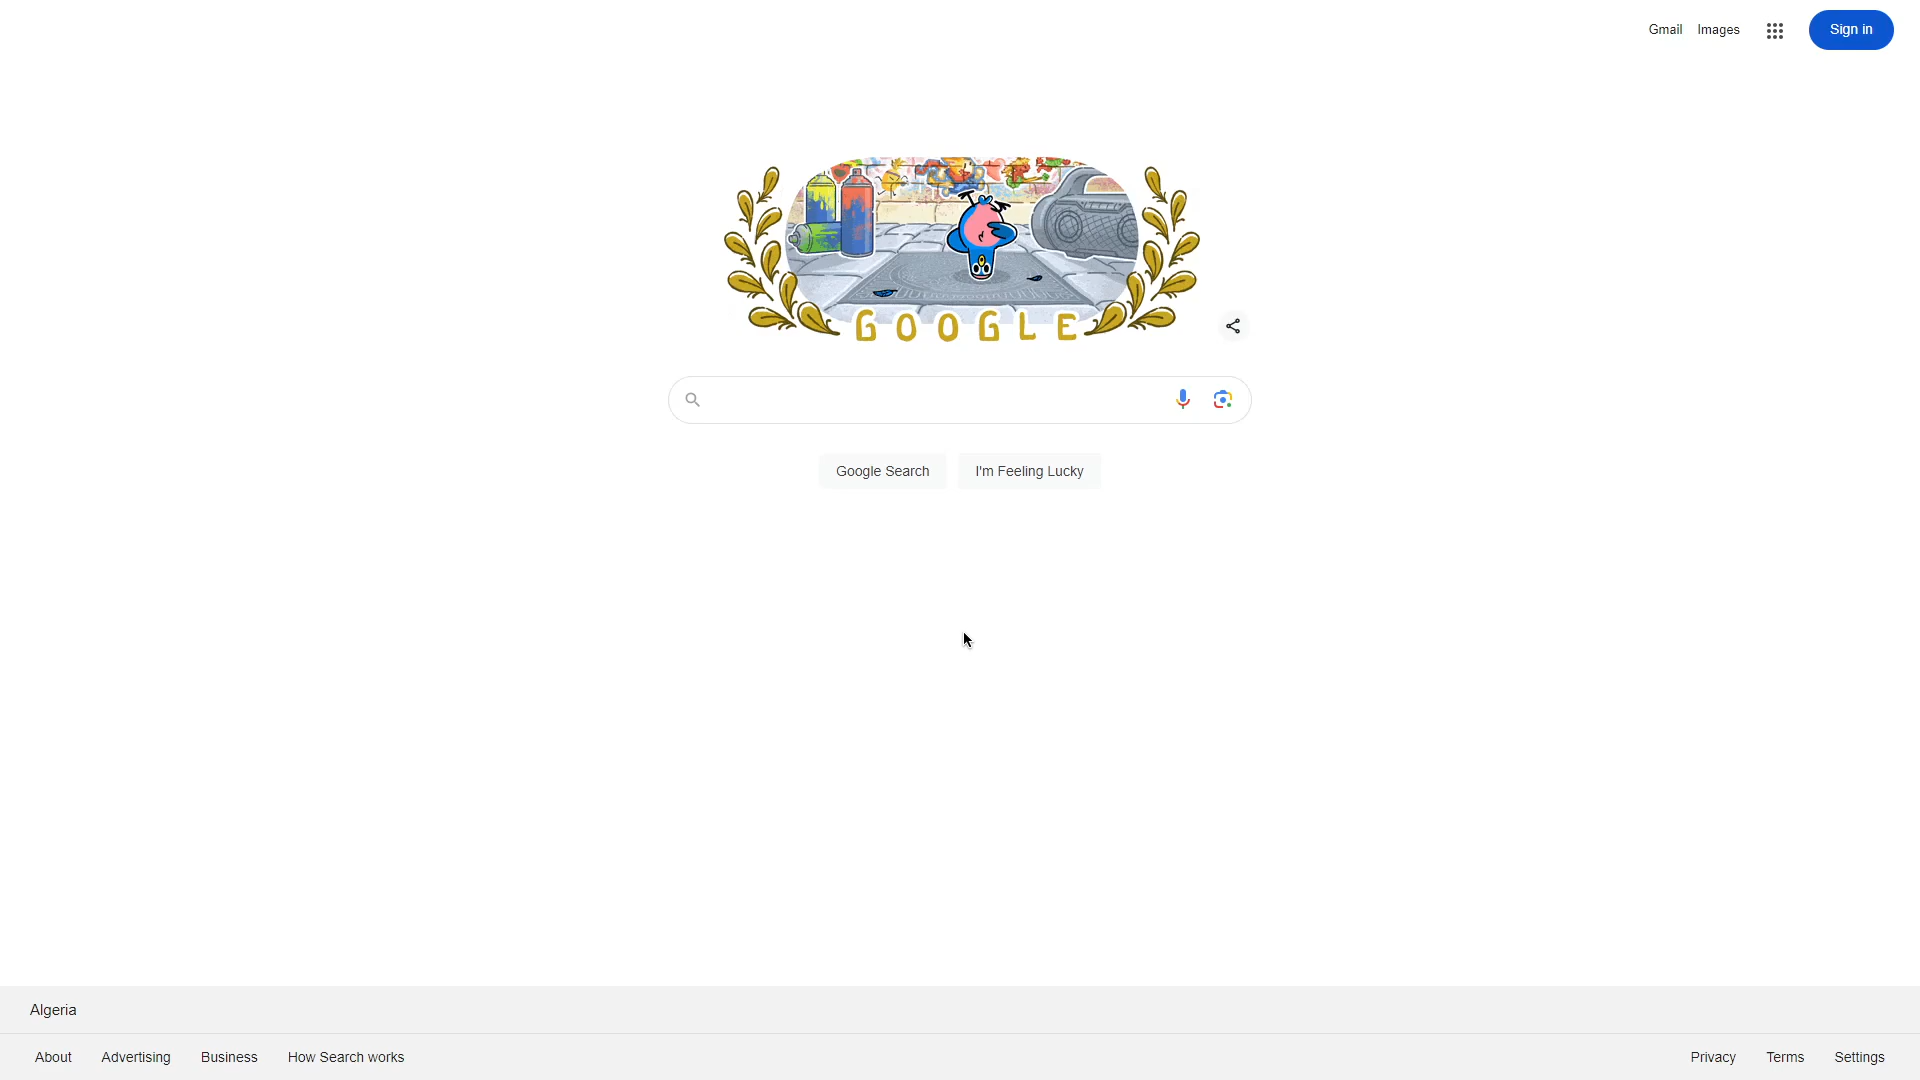 Gmail Images Sign in
GOOGLE
Google Search I'm Feeling Lucky
Algeria
About Advertising Business How Search works Privacy Terms Settings